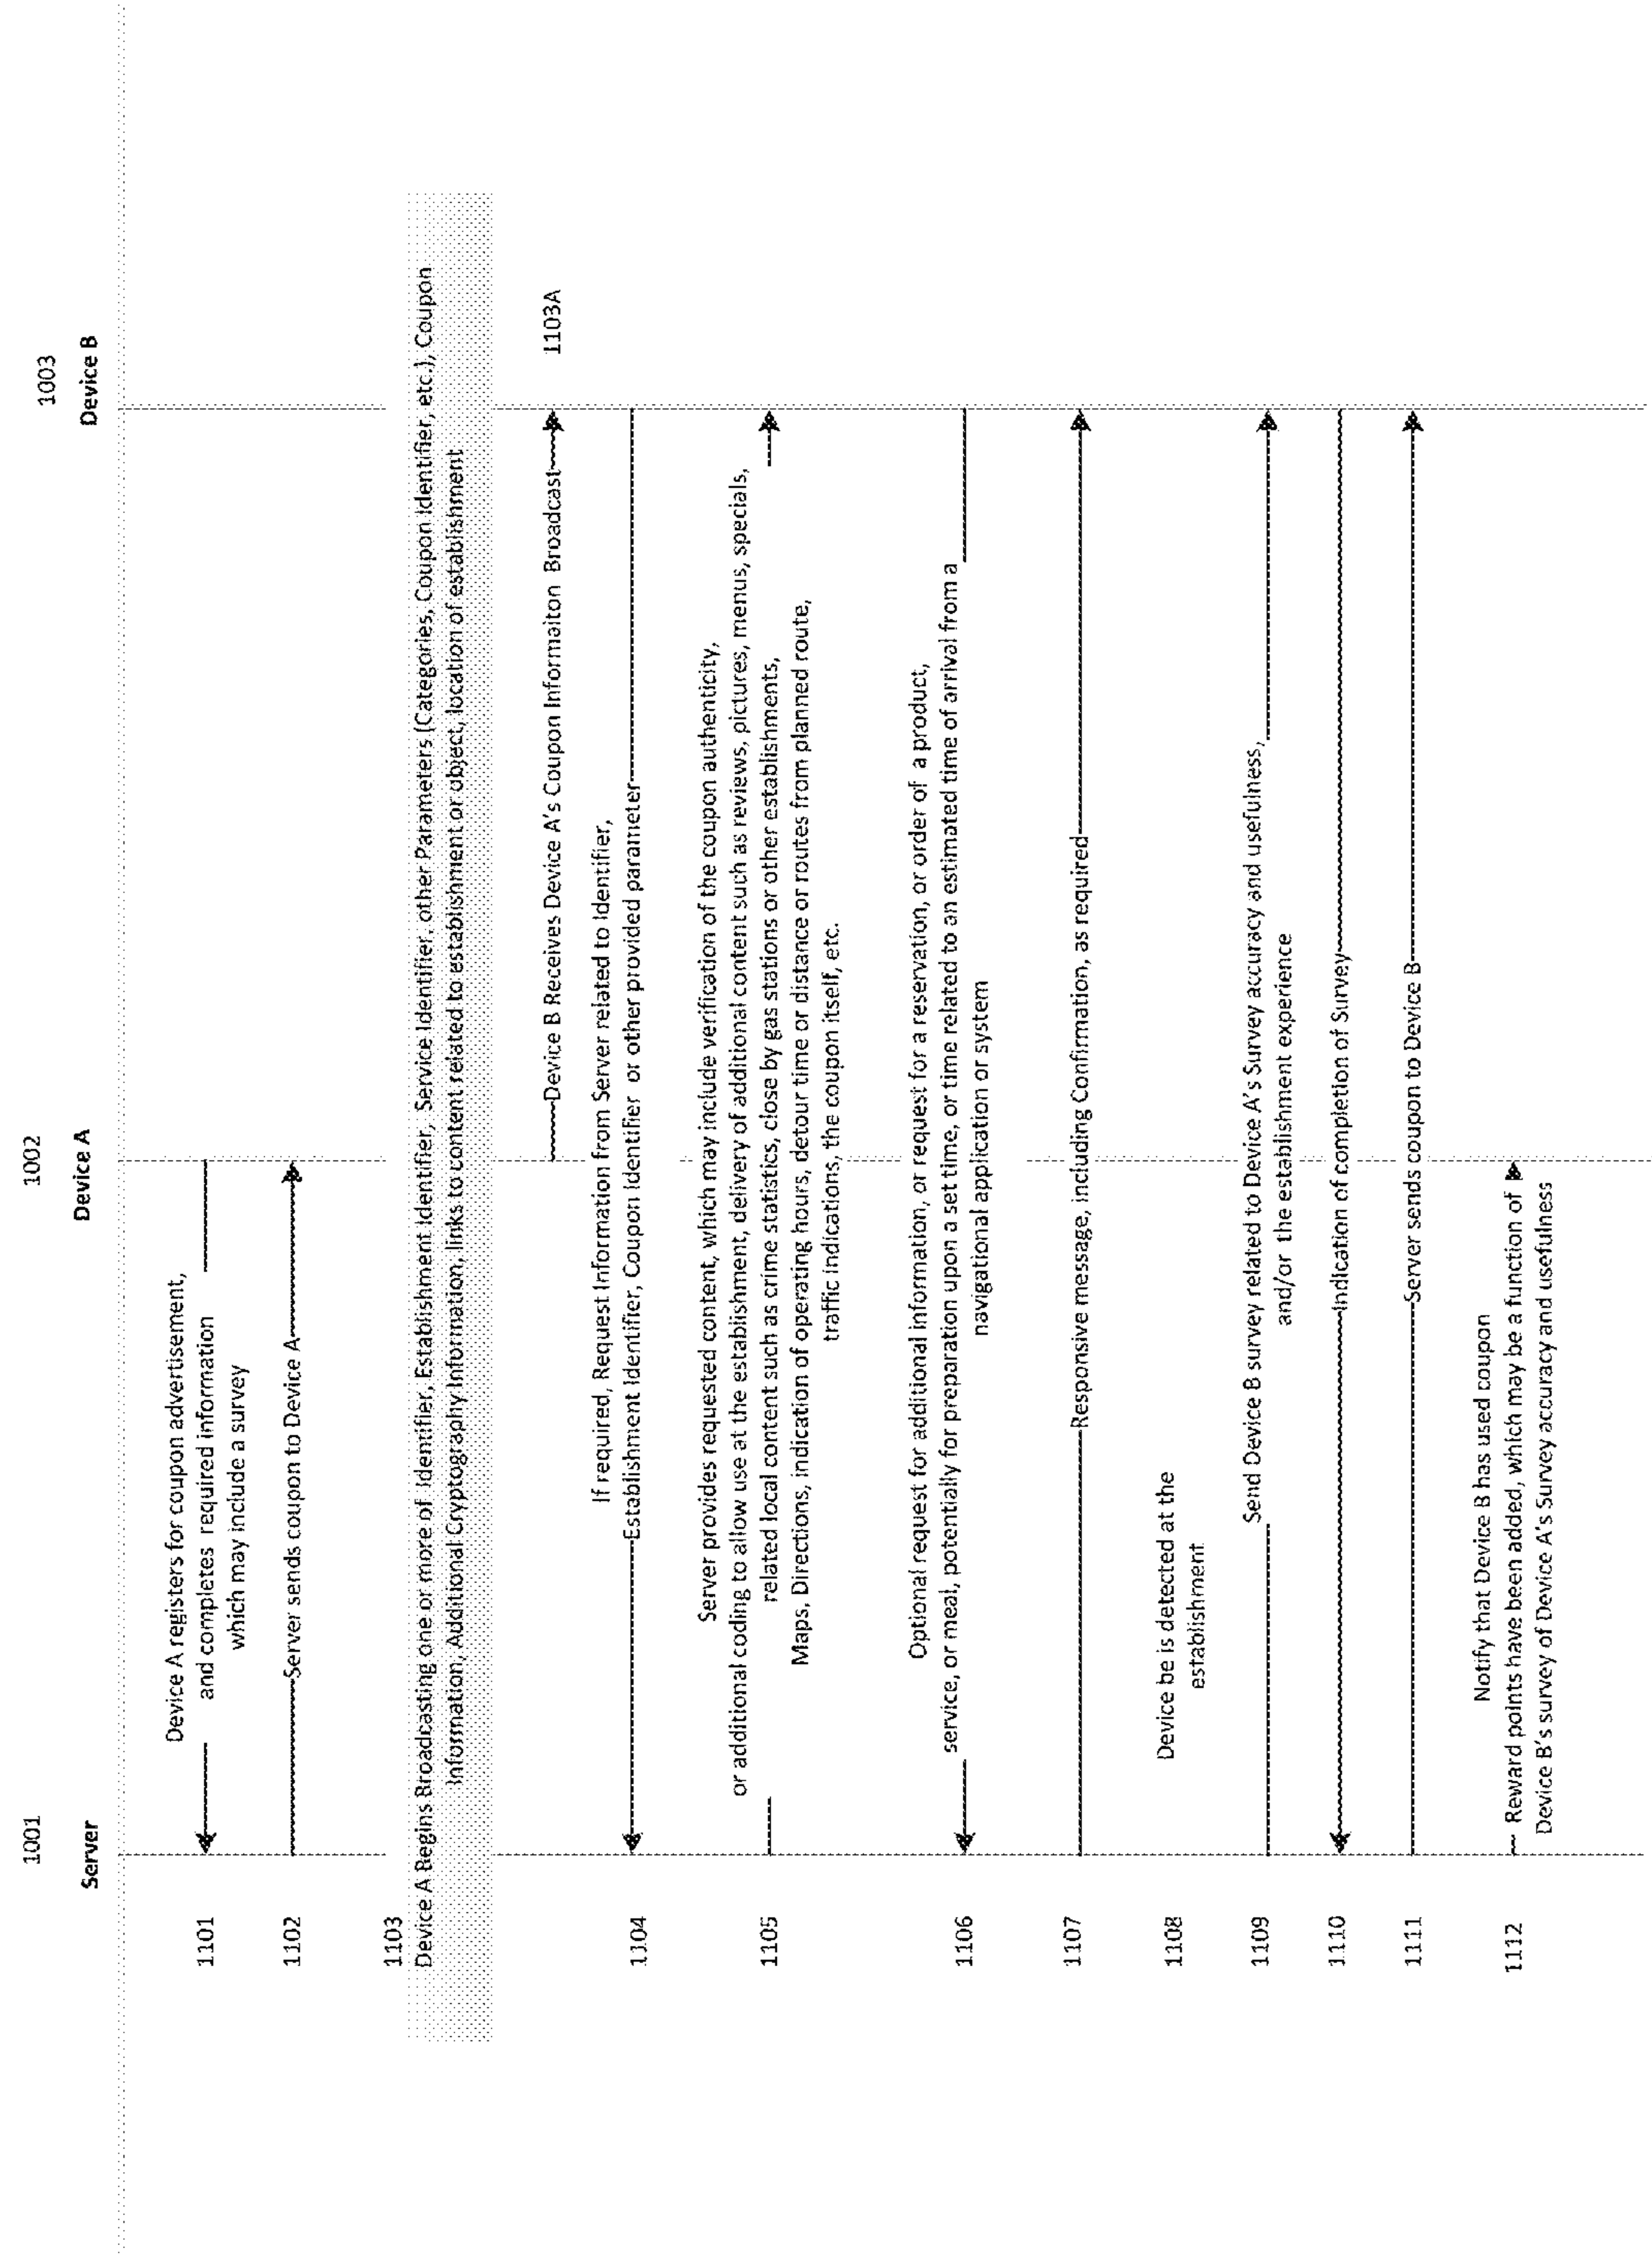 1001
1002
1003
Server
Device A
Device B
1101
Device A registers for coupon advertisement,
and completes required information
which may include a survey
1102
Server sends coupon to Device A
1103
Device A Begins Broadcasting one or more of Identifier, Establishment Identifier, Service Identifier, other Parameters (Categories, Coupon Identifier, etc.), Coupon
Information, Additional Cryptography Information, links to content related to establishment or object, location of establishment
Device B Receives Device A's Coupon Informaiton Broadcast
1103A
If required, Request Information from Server related to Identifier,
1104
Establishment Identifier, Coupon Identifier or other provided parameter
Server provides requested content, which may include verification of the coupon authenticity,
or additional coding to allow use at the establishment, delivery of additional content such as reviews, pictures, menus, specials,
1105
related local content such as crime statistics, close by gas stations or other establishments,
Maps, Directions, indication of operating hours, detour time or distance or routes from planned route,
traffic indications, the coupon itself, etc.
Optional request for additional information, or request for a reservation, or order of a product,
1106
service, or meal, potentially for preparation upon a set time, or time related to an estimated time of arrival from a
navigational application or system
1107
Responsive message, including Confirmation, as required
1108
Device be is detected at the
establishment
1109
Send Device B survey related to Device A's Survey accuracy and usefulness,
and/or the establishment experience
1110
Indication of completion of Survey
1111
Server sends coupon to Device B
Notify that Device B has used coupon
1112
Reward points have been added, which may be a function of
Device B's survey of Device A's Survey accuracy and usefulness